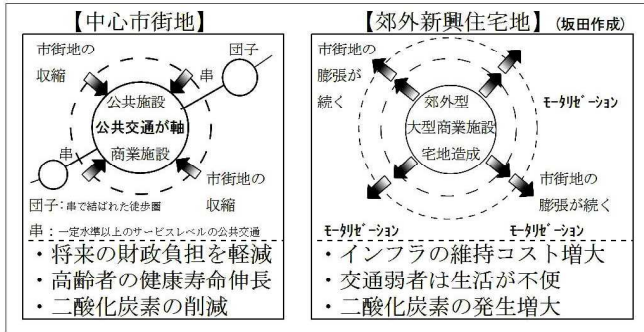 【中心市街地】
市街地の
収縮
団子
串
公共施設
公共交通が軸
商業施設
串
市街地の
収縮
団子：串で結ばれた徒歩圏
串：一定水準以上のサービスレベルの公共交通
・将来の財政負担を軽減
・高齢者の健康寿命伸長
・二酸化炭素の削減
【郊外新興住宅地】(坂田作成)
市街地の
膨張が
続く
ﾓｰﾀﾘｾﾞｰｼｮﾝ
郊外型
大型商業施設
宅地造成
市街地の
膨張が続く
ﾓｰﾀﾘｾﾞｰｼｮﾝ
ﾓｰﾀﾘｾﾞｰｼｮﾝ
・インフラの維持コスト増大
・交通弱者は生活が不便
・二酸化炭素の発生増大